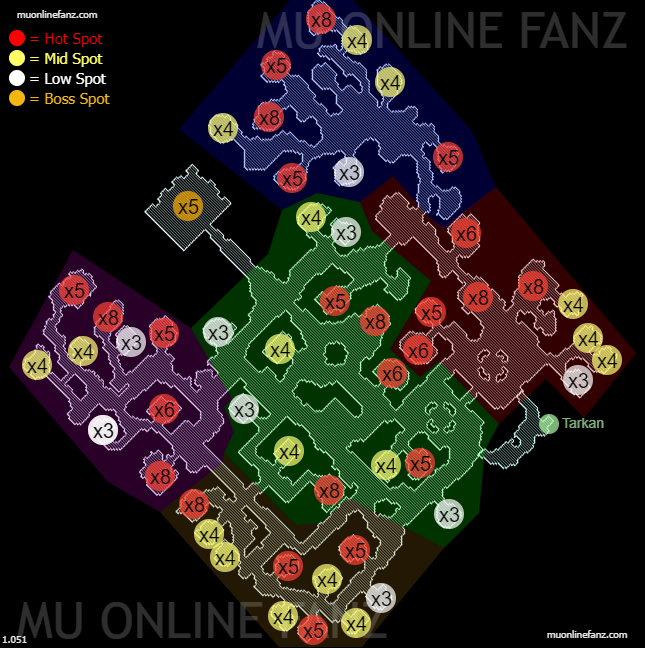 muonlinefanz.com
MU ONLINE FANZ
= Hot Spot
= Mid Spot
= Low Spot
= Boss Spot
x8
x4
x5
x4
x8
x4
x5
x5
x3
x5
x4
x3
x6
x5
x8
x8
x4
x5
x8
x5
x8
x5
x3
x3
x4
x4
x4
x6
x4
x4
x6
x3
x6
x3
x3
Tarkan
x4
x4
x5
x8
x8
x8
x3
x4
x4
x5
x5
x4
x3
x4
x5
x4
MU ONLINE FANZ
1.051
muonlinefanz.com